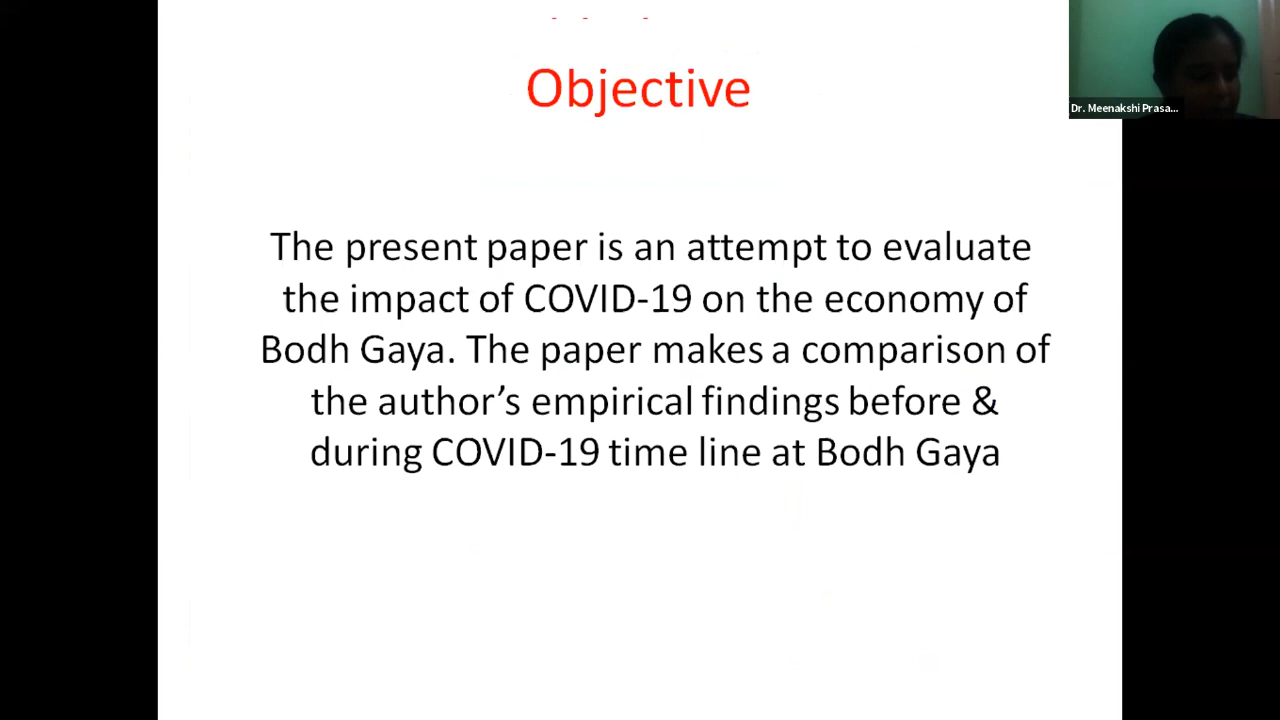 Objective
The present paper is an attempt to evaluate
the impact of COVID-19 on the economy of
Bodh Gaya. The paper makes a comparison of
the author’s empirical findings before &
during COVID-19 time line at Bodh Gaya
Dr. Meenakshi Prasa...